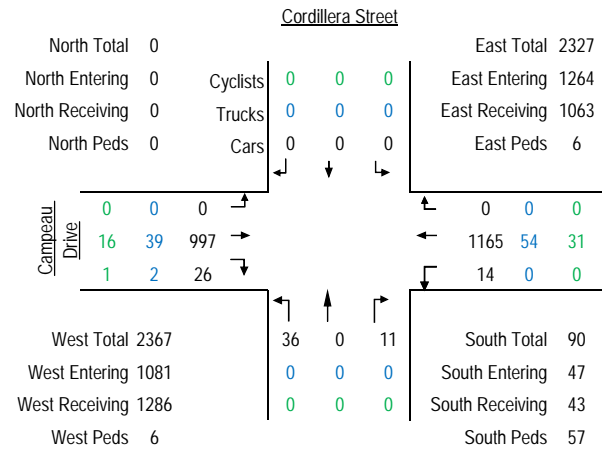 Cordillera Street
North Total 0
East Total 2327
North Entering 0
Cyclists 0 0 0
East Entering 1264
North Receiving 0
Trucks 0 0 0
East Receiving 1063
North Peds 0
Cars 0 0 0
East Peds 6
Campeau
Drive
0 0 0
0 0 0
16 39 997
1165 54 31
1 2 26
14 0 0
West Total 2367
36 0 11
South Total 90
West Entering 1081
0 0 0
South Entering 47
West Receiving 1286
0 0 0
South Receiving 43
West Peds 6
South Peds 57